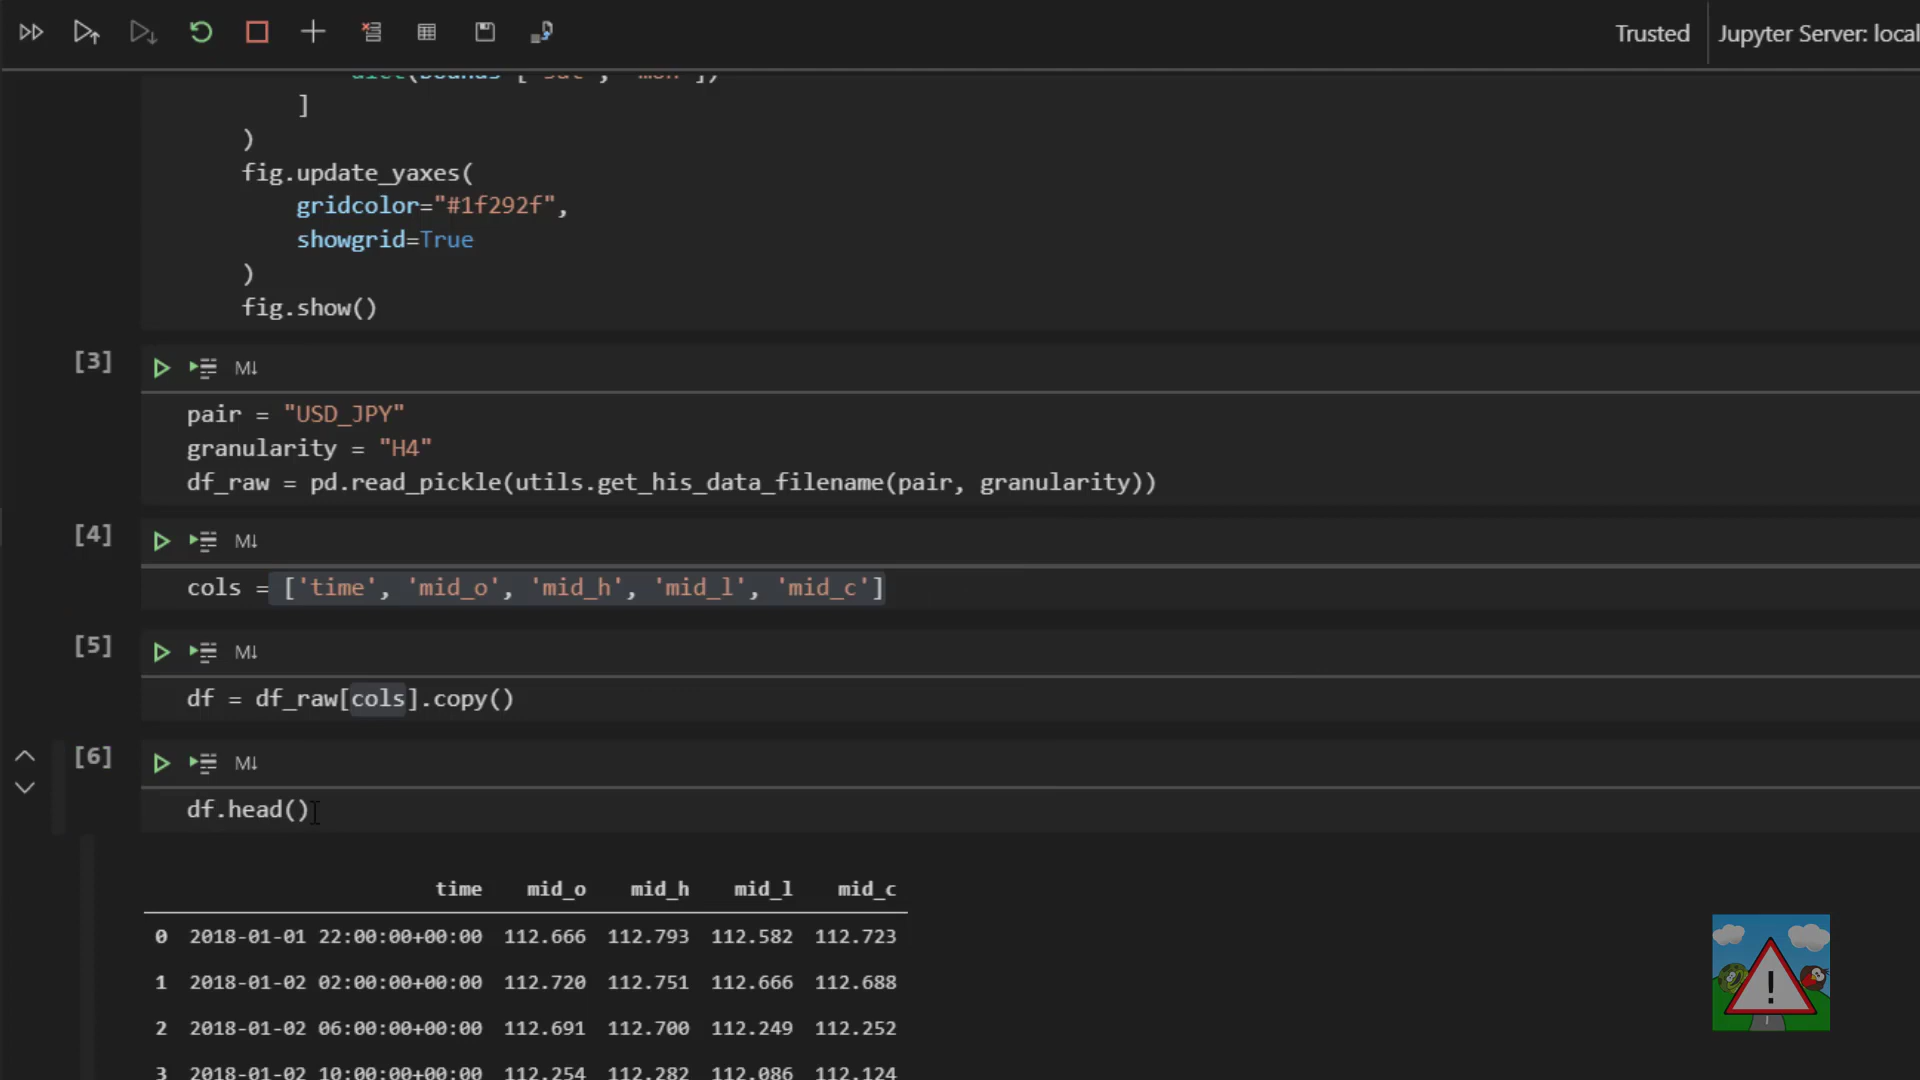 Trusted
Jupyter Server: local
dict(bounds=["sat", "mon"])
]
)
fig.update_yaxes(
gridcolor="#1f292f",
showgrid=True
)
fig.show()
[3]
M↓
pair = "USD_JPY"
granularity = "H4"
df_raw = pd.read_pickle(utils.get_his_data_filename(pair, granularity))
[4]
M↓
cols = ['time', 'mid_o', 'mid_h', 'mid_l', 'mid_c']
[5]
M↓
df = df_raw[cols].copy()
[6]
M↓
df.head()
time mid_o mid_h mid_l mid_c
0 2018-01-01 22:00:00+00:00 112.666 112.793 112.582 112.723
1 2018-01-02 02:00:00+00:00 112.720 112.751 112.666 112.688
2 2018-01-02 06:00:00+00:00 112.691 112.700 112.249 112.252
3 2018-01-02 10:00:00+00:00 112.254 112.282 112.086 112.124
!